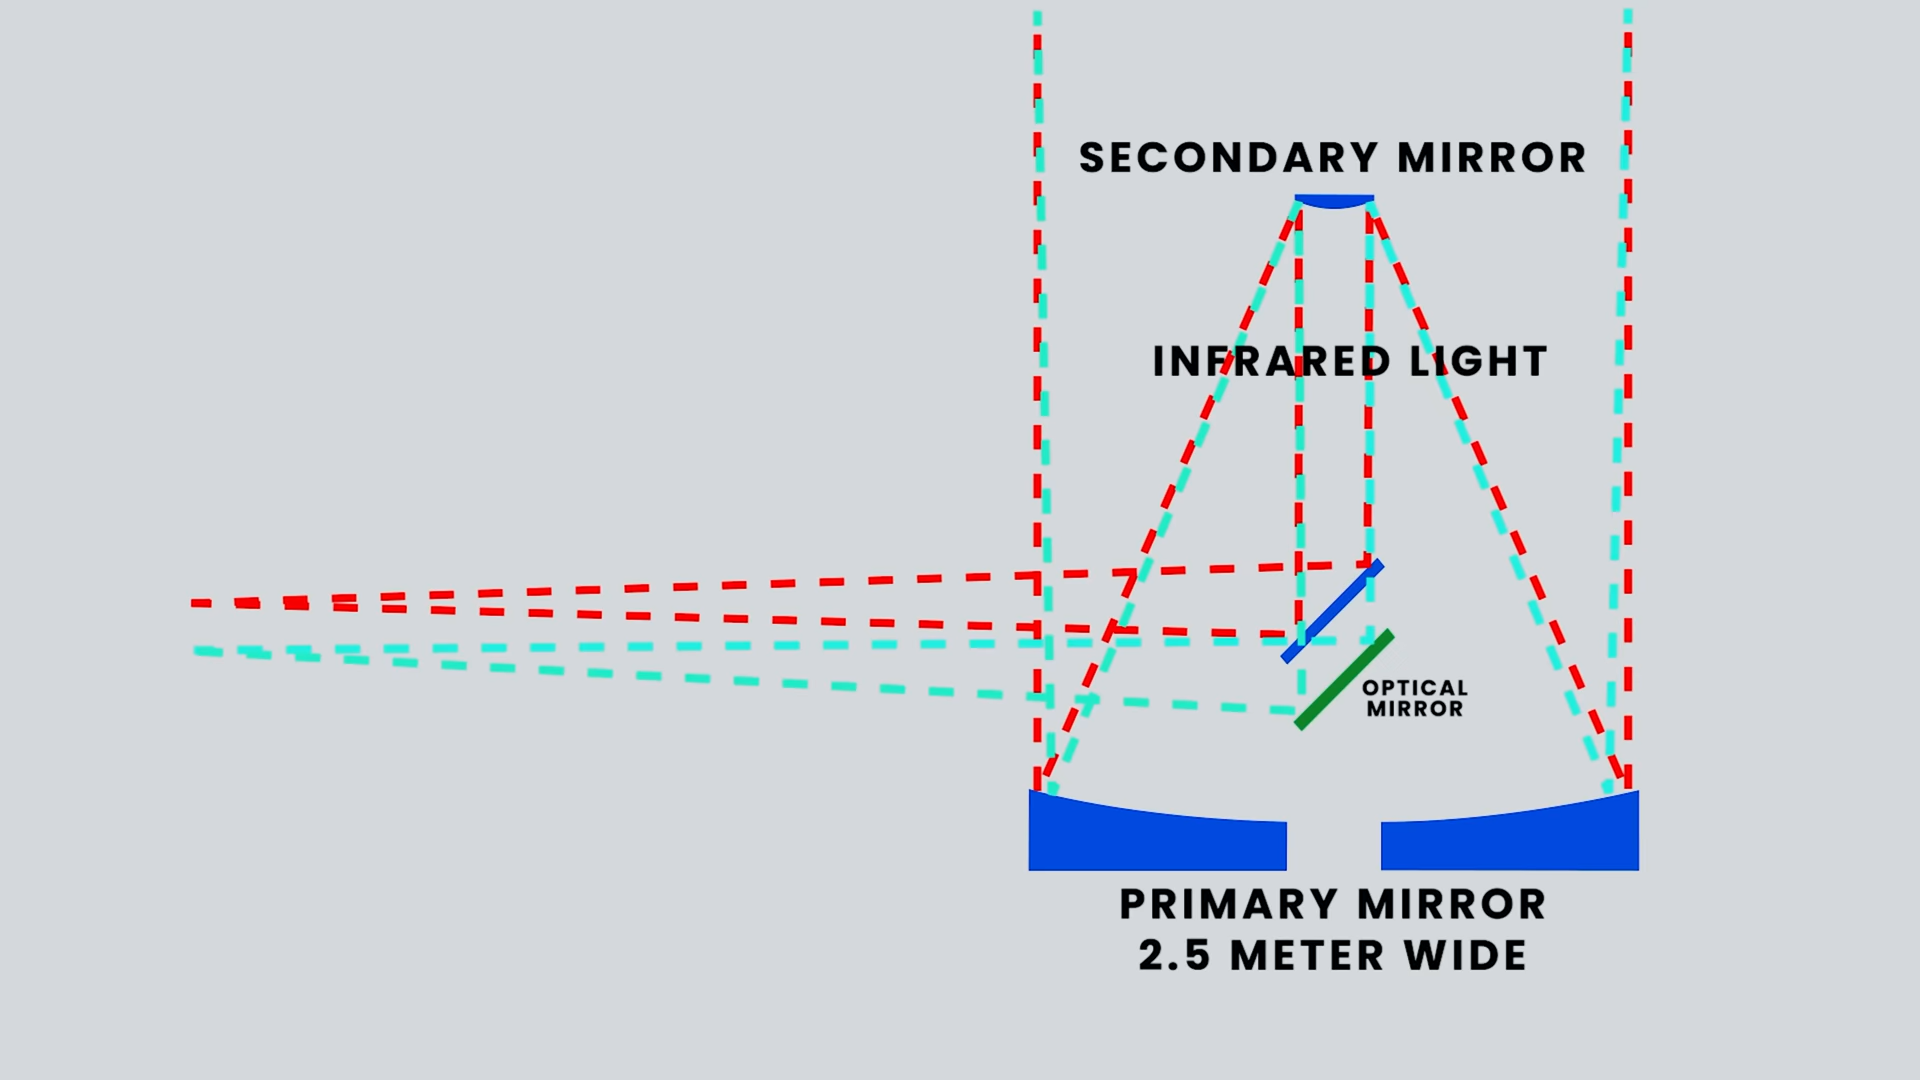 SECONDARY MIRROR
INFRARED LIGHT
OPTICAL
MIRROR
PRIMARY MIRROR
2.5 METER WIDE